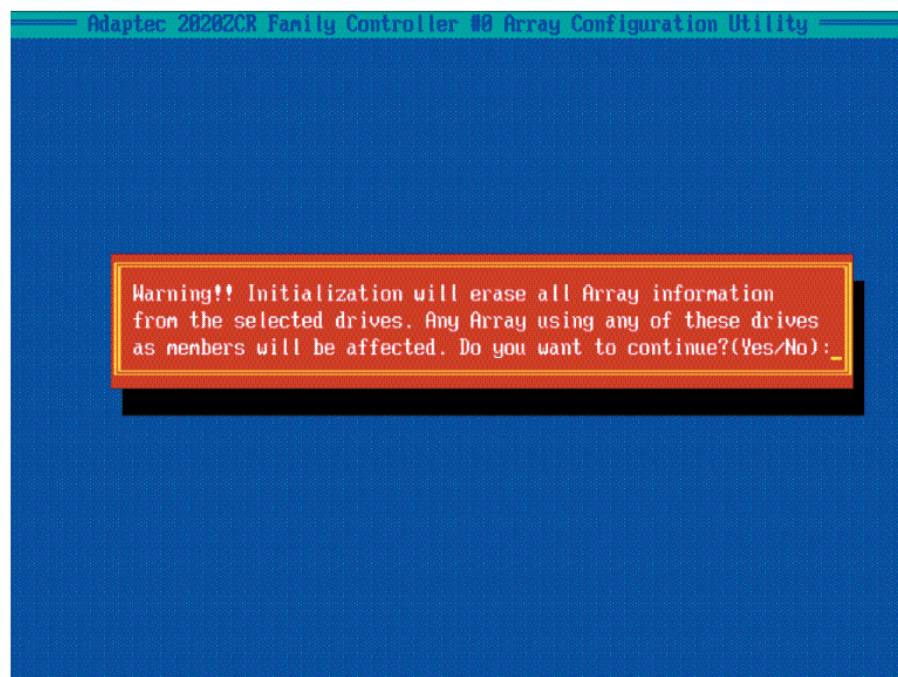 Adaptec 2020ZCR Family Controller #0 Array Configuration Utility
Warning!! Initialization will erase all Array information
from the selected drives. Any Array using any of these drives
as members will be affected. Do you want to continue?(Yes/No):_